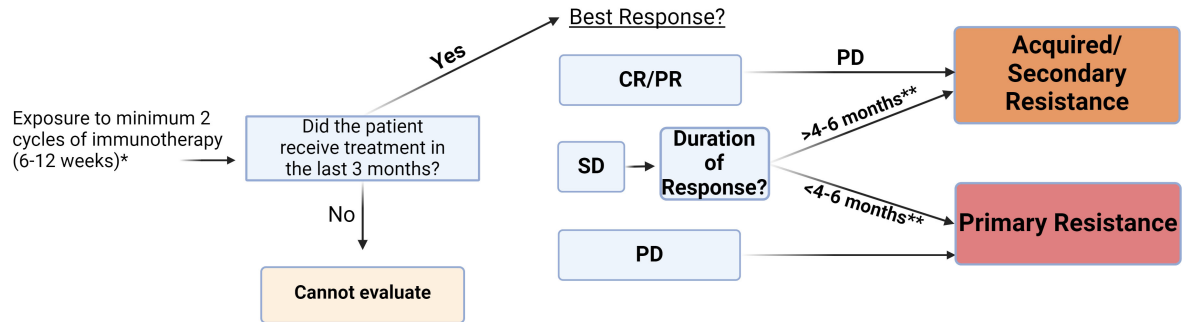 Exposure to minimum 2
cycles of immunotherapy
(6-12 weeks)*
Did the patient
receive treatment in
the last 3 months?
Yes
No
Cannot evaluate
Best Response?
CR/PR
PD
Acquired/
Secondary
Resistance
SD
Duration
of
Response?
>4-6 months**
<4-6 months**
Primary Resistance
PD